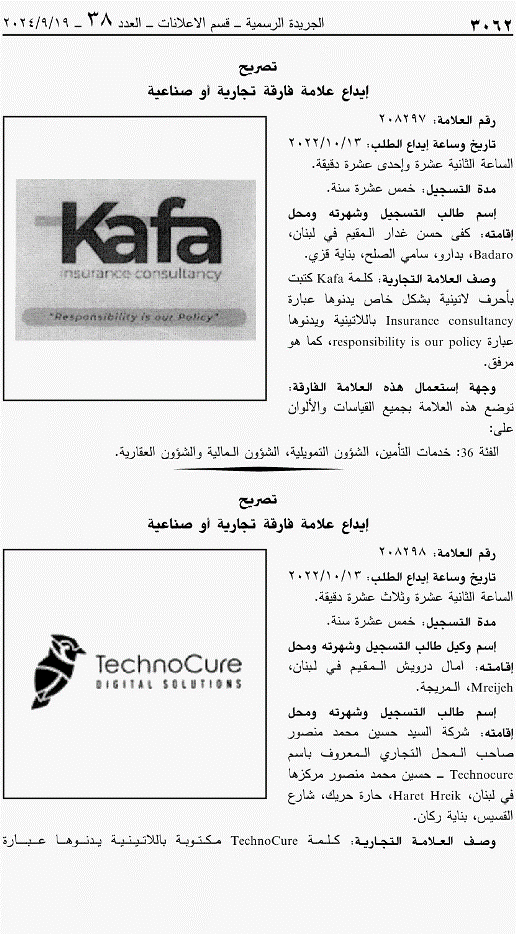 ٣٠٦٢ الجريدة الرسمية ــ قسم الاعلانات ــ العدد ٣٨ ــ ٢٠٢٤/٩/١٩
تصريح
إيداع علامة فارقة تجارية أو صناعية
رقم العلامة: ٢٠٨٢٩٧
تاريخ وساعة إيداع الطلب: ٢٠٢٢/١٠/١٣
الساعة الثانية عشرة وإحدى عشرة دقيقة.
مدة التسجيل: خمس عشرة سنة.
إسم طالب التسجيل وشهرته ومحل
إقامته: كفى حسن غدار المقيم في لبنان،
Badaro، بدارو، سامي الصلح، بناية قزي.
وصف العلامة التجارية: كلمة Kafa كتبت
بأحرف لاتينية بشكل خاص يدنوها عبارة
Insurance consultancy باللاتينية ويدنوها
عبارة responsibility is our policy، كما هو
مرفق.
وجهة إستعمال هذه العلامة الفارقة:
توضع هذه العلامة بجميع القياسات والألوان
على:
الفئة 36: خدمات التأمين، الشؤون التمويلية، الشؤون المالية والشؤون العقارية.
Kafa
insurance consultancy
"Responsibility is our Policy"
تصريح
إيداع علامة فارقة تجارية أو صناعية
رقم العلامة: ٢٠٨٢٩٨
تاريخ وساعة إيداع الطلب: ٢٠٢٢/١٠/١٣
الساعة الثانية عشرة وثلاث عشرة دقيقة.
مدة التسجيل: خمس عشرة سنة.
إسم وكيل طالب التسجيل وشهرته ومحل
إقامته: امال درويش المقيم في لبنان،
Mreijeh، المريجة.
إسم طالب التسجيل وشهرته ومحل
إقامته: شركة السيد حسين محمد منصور
صاحب المحل التجاري المعروف باسم
Technocure ــ حسين محمد منصور مركزها
في لبنان، Haret Hreik، حارة حريك، شارع
القسيس، بناية ركان.
TechnoCure
DIGITAL SOLUTIONS
وصف العلامة التجارية: كلمة TechnoCure مكتوبة باللاتينية يدنوها عبارة